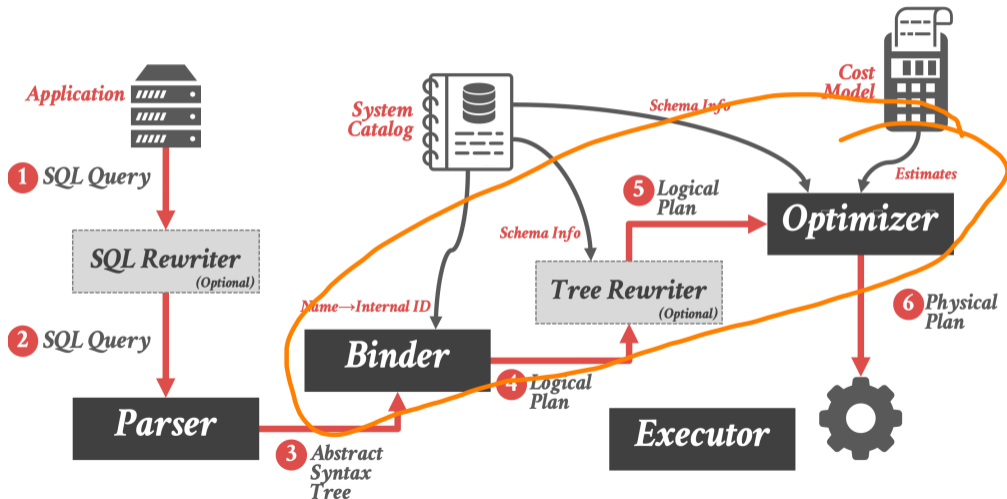 Application
1 SQL Query
SQL Rewriter
(Optional)
2 SQL Query
Parser
3 Abstract
Syntax
Tree
System
Catalog
Name→Internal ID
Binder
4 Logical
Plan
Schema Info
Tree Rewriter
(Optional)
5 Logical
Plan
Schema Info
Cost
Model
Estimates
Optimizer
6 Physical
Plan
Executor